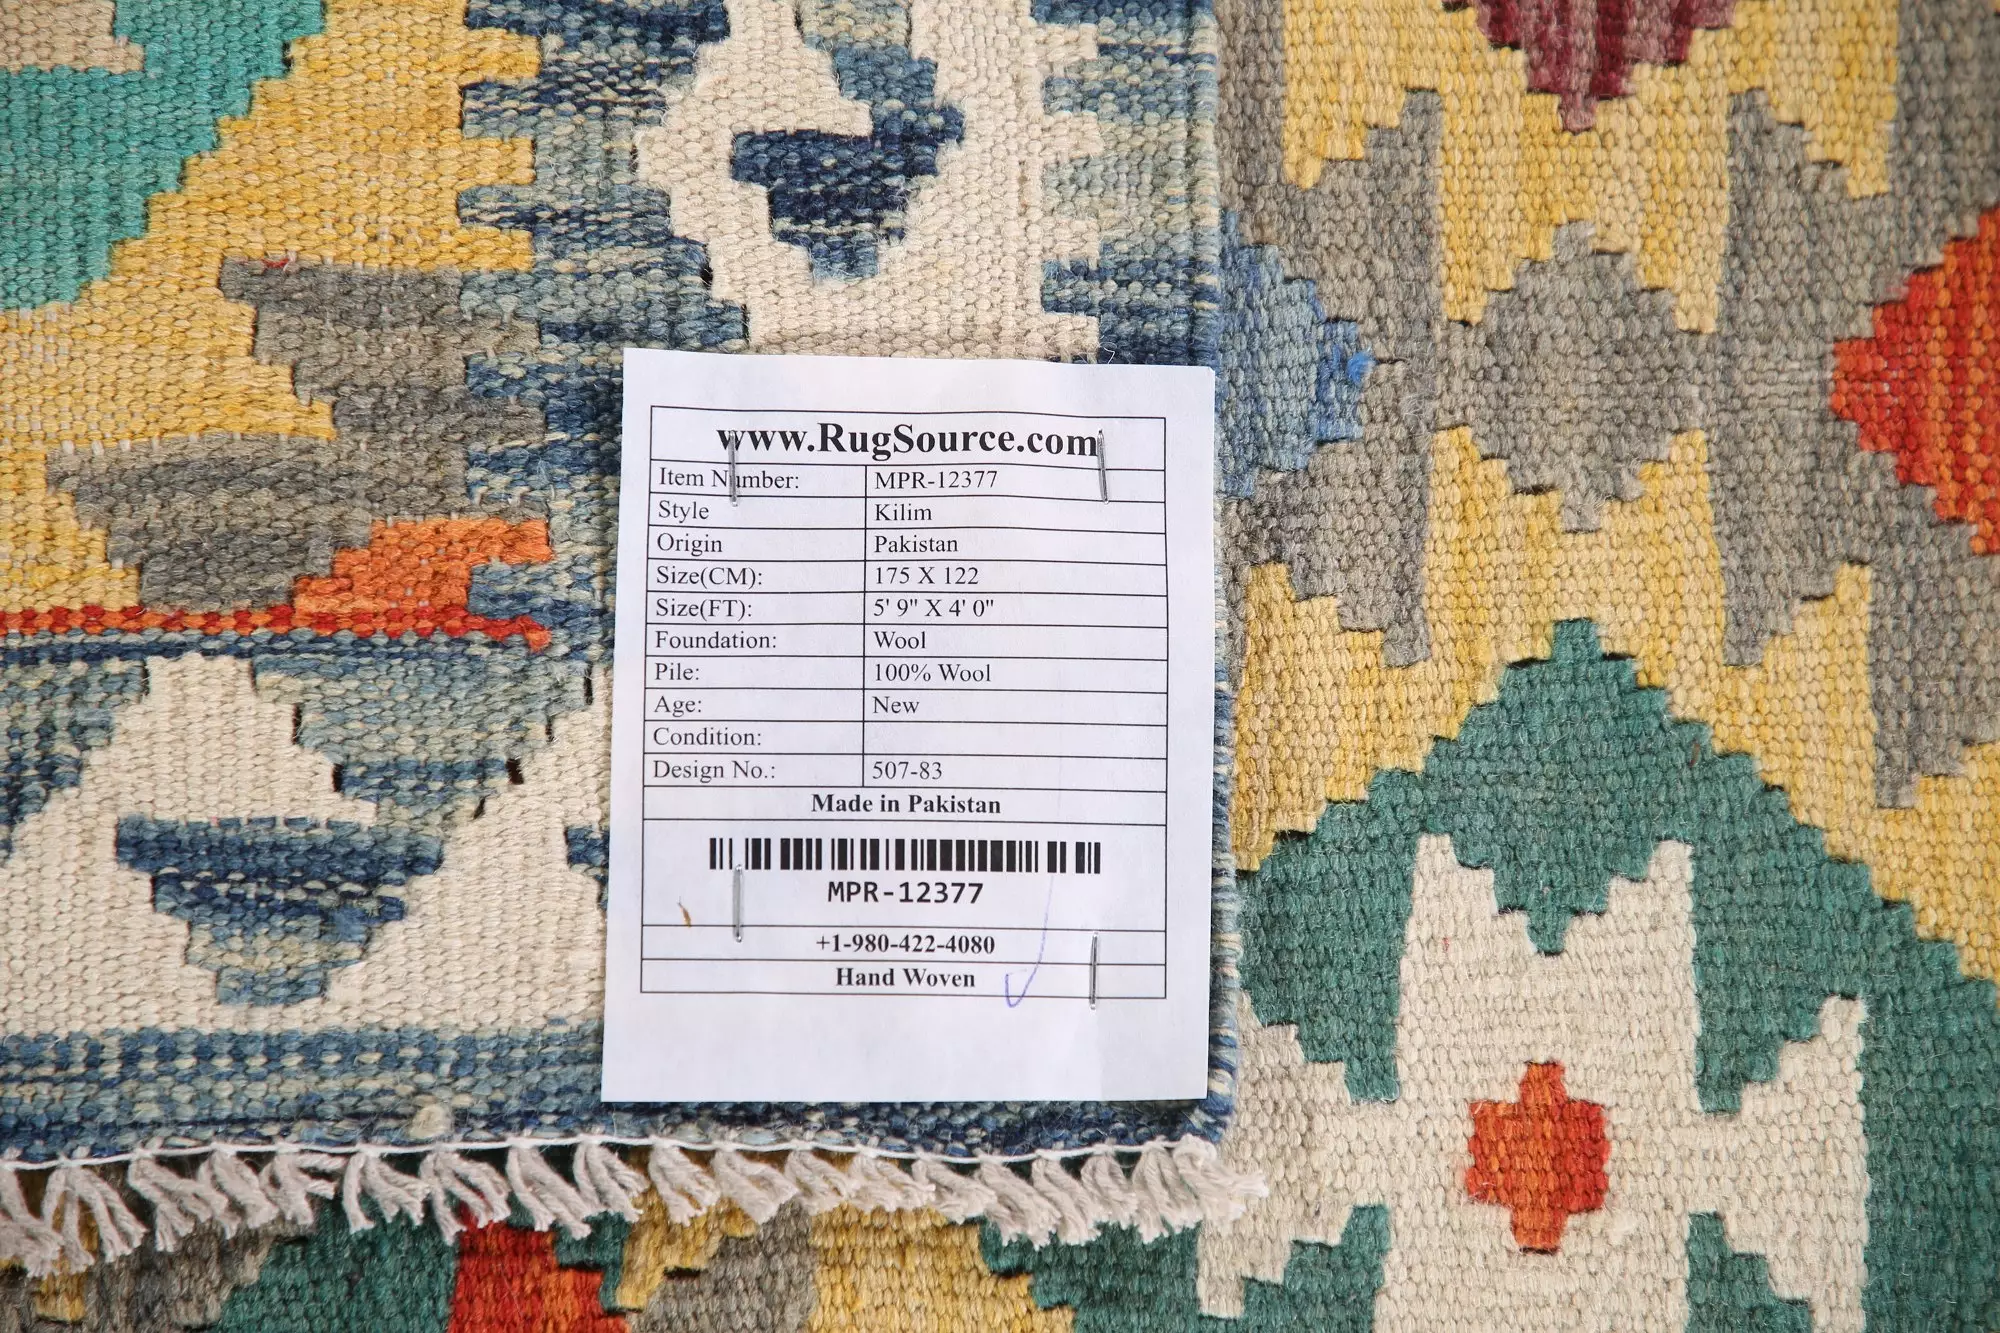 www.RugSource.com
Item Number: MPR-12377
Style Kilim
Origin Pakistan
Size(CM): 175 X 122
Size(FT): 5' 9" X 4' 0"
Foundation: Wool
Pile: 100% Wool
Age: New
Condition:
Design No.: 507-83
Made in Pakistan
MPR-12377
+1-980-422-4080
Hand Woven